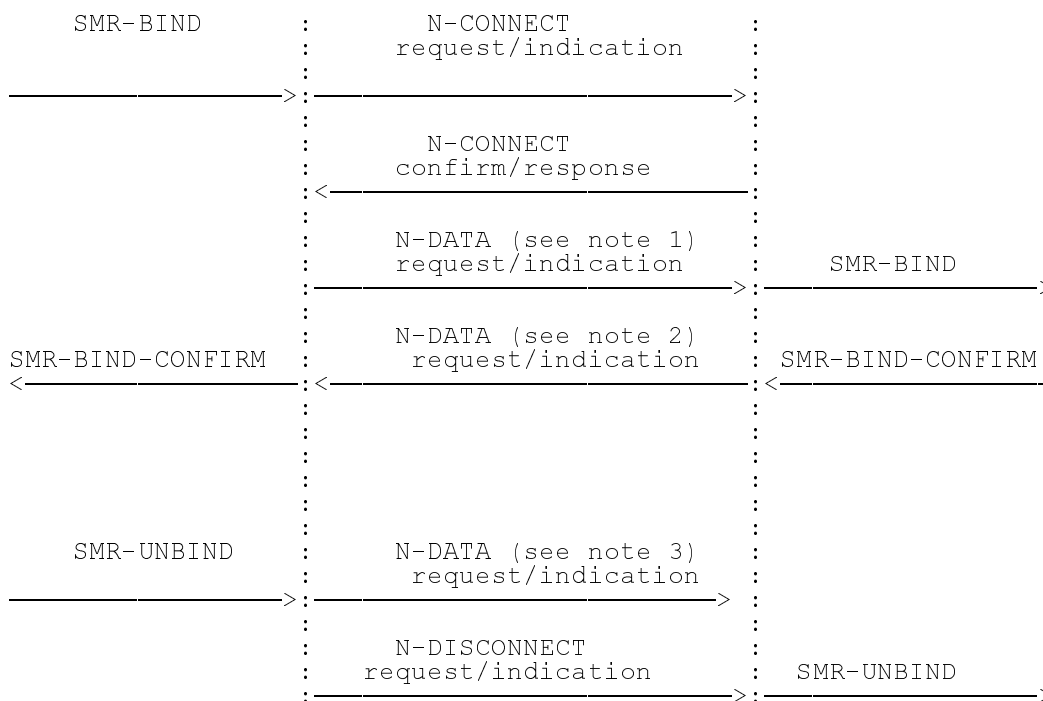 SMR-BIND : N-CONNECT :
: request/indication :
: :
>: >:
: :
: N-CONNECT :
: confirm/response :
:< :
: :
: N-DATA (see note 1) :
: request/indication : SMR-BIND
: >: >
: :
: N-DATA (see note 2) :
SMR-BIND-CONFIRM : request/indication : SMR-BIND-CONFIRM
< :< :<
: :
: :
: :
: :
: :
: :
SMR-UNBIND : N-DATA (see note 3) :
: request/indication :
>: > :
: :
: N-DISCONNECT :
: request/indication : SMR-UNBIND
: >: >